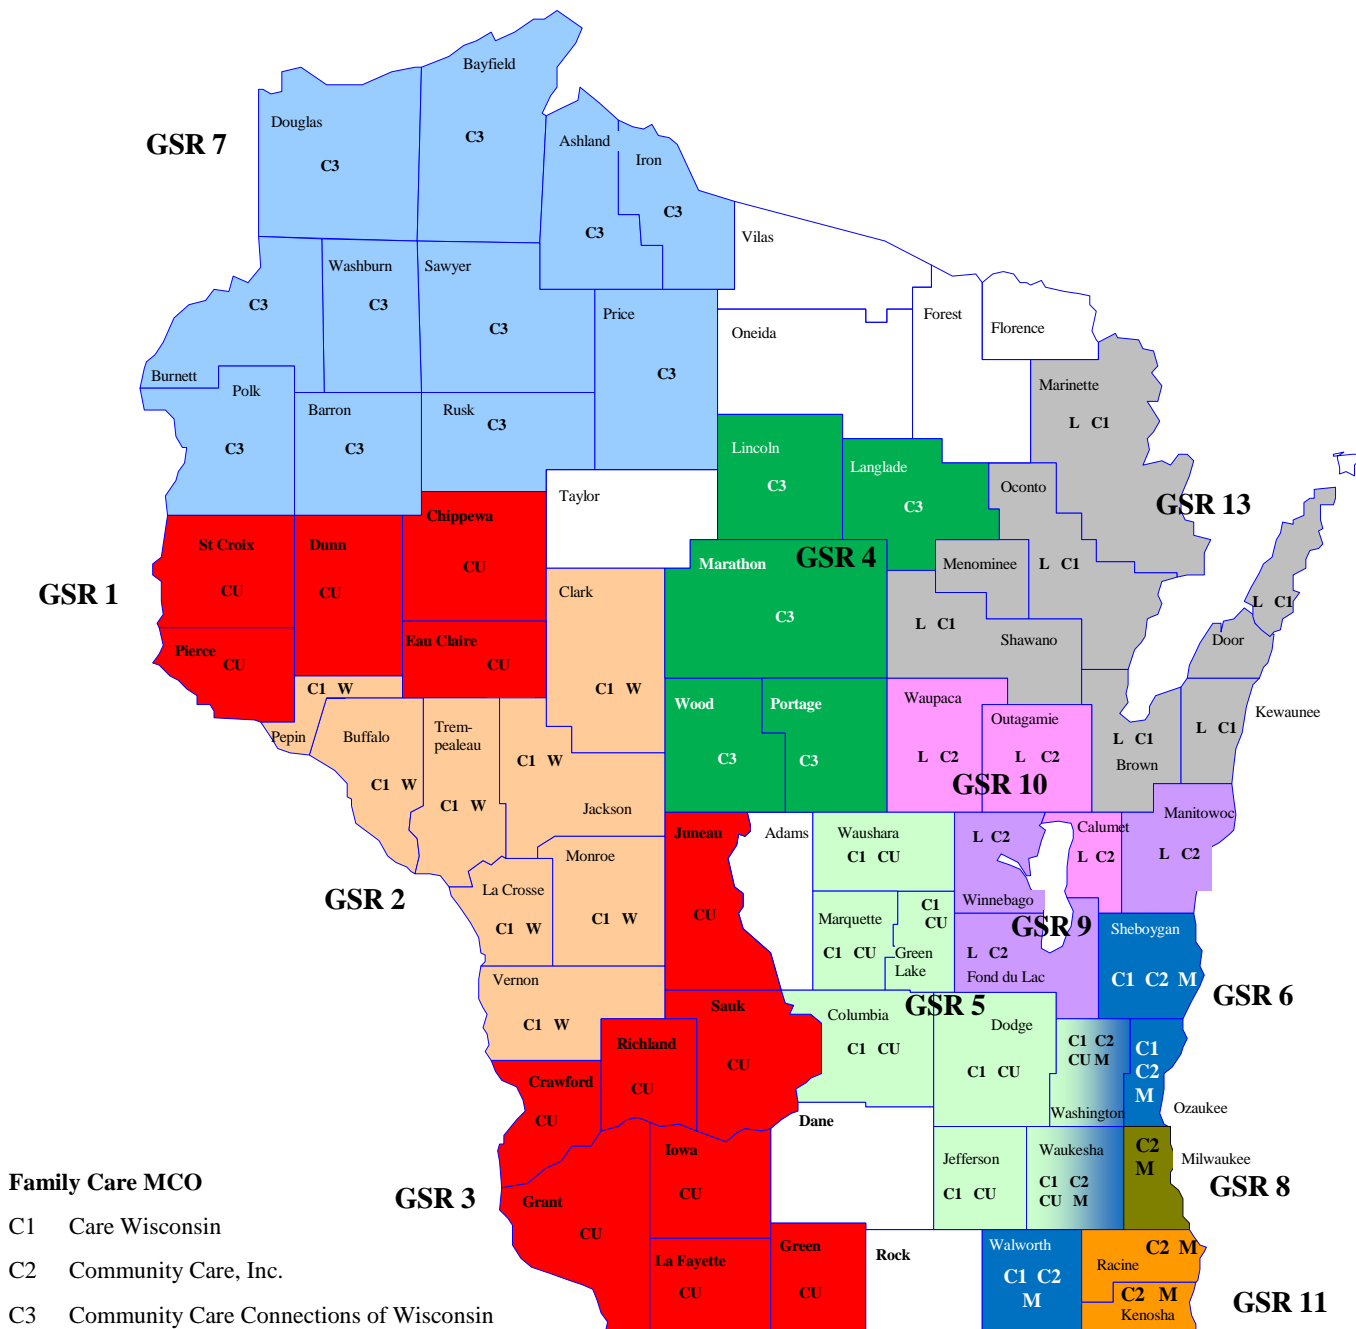 Bayfield
Douglas
GSR 7
C3
C3
Ashland
Iron
C3
C3
Vilas
Washburn
Sawyer
C3
C3
C3
Price
Forest
Florence
Oneida
Burnett
Polk
C3
Marinette
Barron
Rusk
C3
L C1
C3
C3
Lincoln
Langlade
C3
C3
Taylor
Oconto
GSR 13
Chippewa
St Croix
Dunn
GSR 4
Marathon
Menominee
L C1
CU
CU
CU
GSR 1
Clark
L C1
C3
L C1
Shawano
Eau Claire
Pierce
CU
CU
Door
C1 W
C1 W
Wood
Portage
Waupaca
Outagamie
Kewaunee
L C1
Pepin
Buffalo
Trem-
pealeau
C1 W
L C1
Brown
C3
C3
L C2
L C2
C1 W
C1 W
GSR 10
Jackson
Manitowoc
Juneau
Adams
Waushara
C1 CU
L C2
Calumet
L C2
L C2
Monroe
GSR 2
La Crosse
C1 W
C1 W
Winnebago
CU
Marquette
C1
CU
GSR 9
Sheboygan
C1 CU
Green
Lake
L C2
Fond du Lac
C1 C2 M
GSR 6
Vernon
C1 W
Sauk
CU
GSR 5
Columbia
C1 CU
Dodge
C1 CU
Richland
CU
C1 C2
CU M
Washington
C1
C2
M
Ozaukee
Crawford
CU
Dane
Iowa
CU
Jefferson
C1 CU
Waukesha
C1 C2
CU M
C2
M
Milwaukee
GSR 8
Family Care MCO
GSR 3
Grant
CU
C1 Care Wisconsin
La Fayette
CU
Green
CU
Rock
Walworth
C1 C2
M
C2 M
Racine
C2 Community Care, Inc.
C2 M
Kenosha
GSR 11
C3 Community Care Connections of Wisconsin